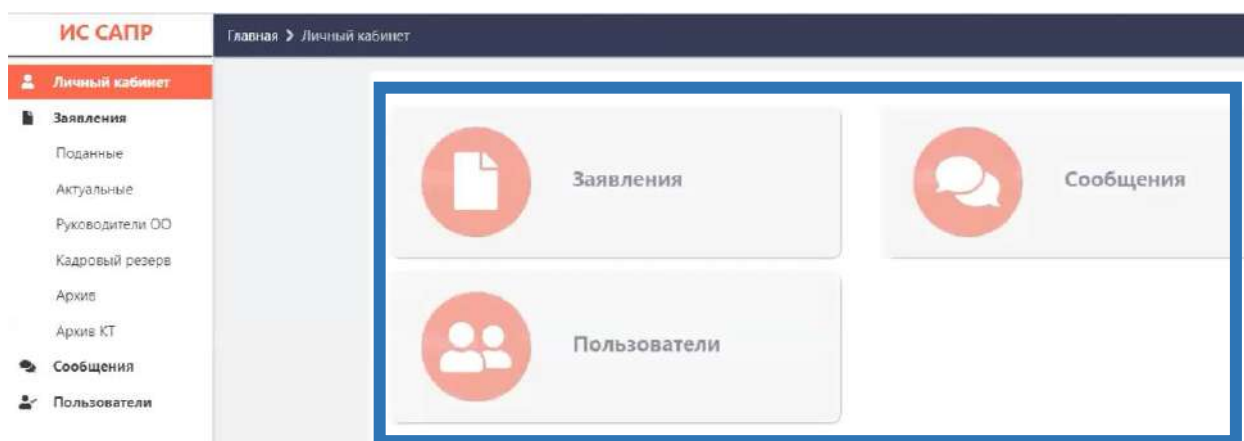 ИС САПР
Главная > Личный кабинет
Личный кабинет
Заявления
Поданные
Актуальные
Руководители ОО
Кадровый резерв
Архив
Архив КТ
Сообщения
Пользователи
Заявления
Сообщения
Пользователи